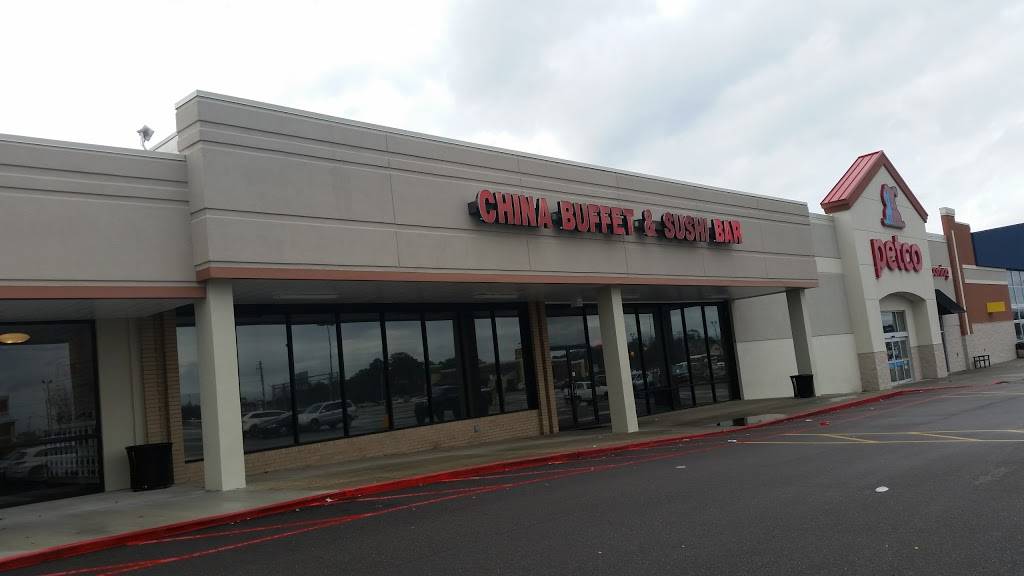 CHINA BUFFET & SUSHI BAR
petco